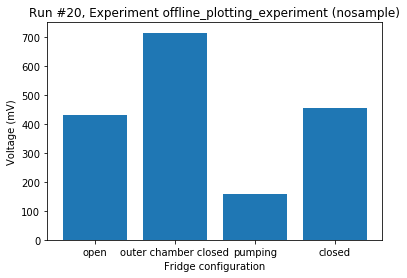 Run #20, Experiment offline_plotting_experiment (nosample)
Voltage (mV)
700
600
500
400
300
200
100
0
open
outer chamber closed
pumping
closed
Fridge configuration